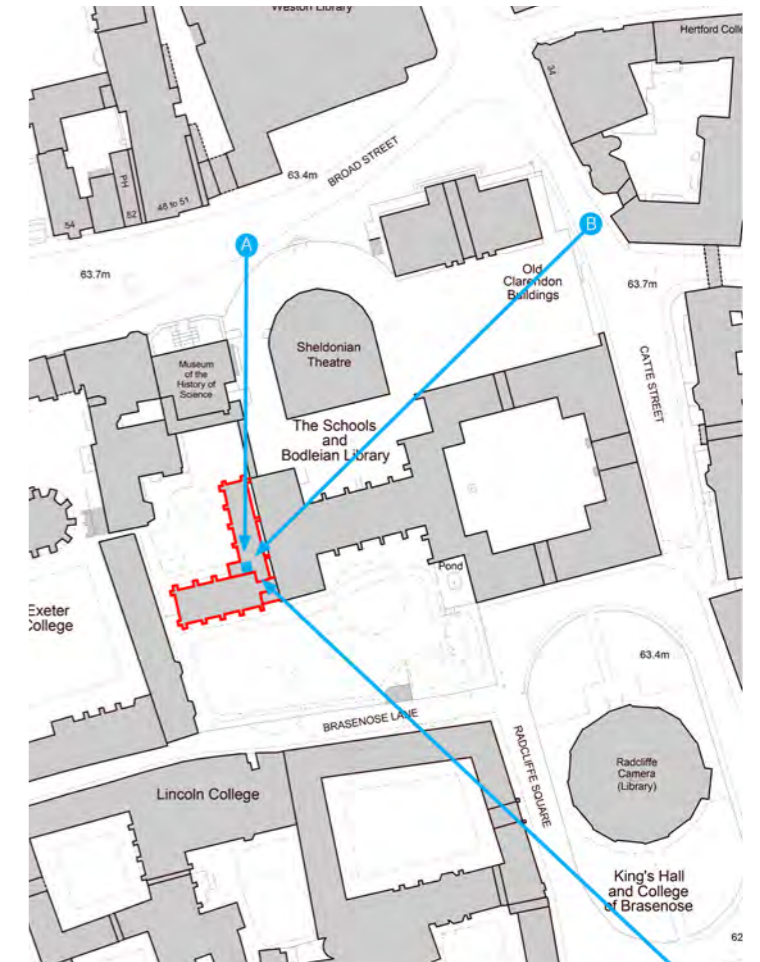 Weston Library
Hertford Colle
34
BROAD STREET
63.4m
PH
48 to 51
52
54
A
B
63.7m
Old
Clarendon
Buildings
63.7m
Sheldonian
Theatre
Museum
of the
History of
Science
CATTE STREET
The Schools
and
Bodleian Library
Pond
Exeter
College
63.4m
BRASENOSE LANE
RADCLIFFE SQUARE
Radcliffe
Camera
(Library)
Lincoln College
King's Hall
and College
of Brasenose
62